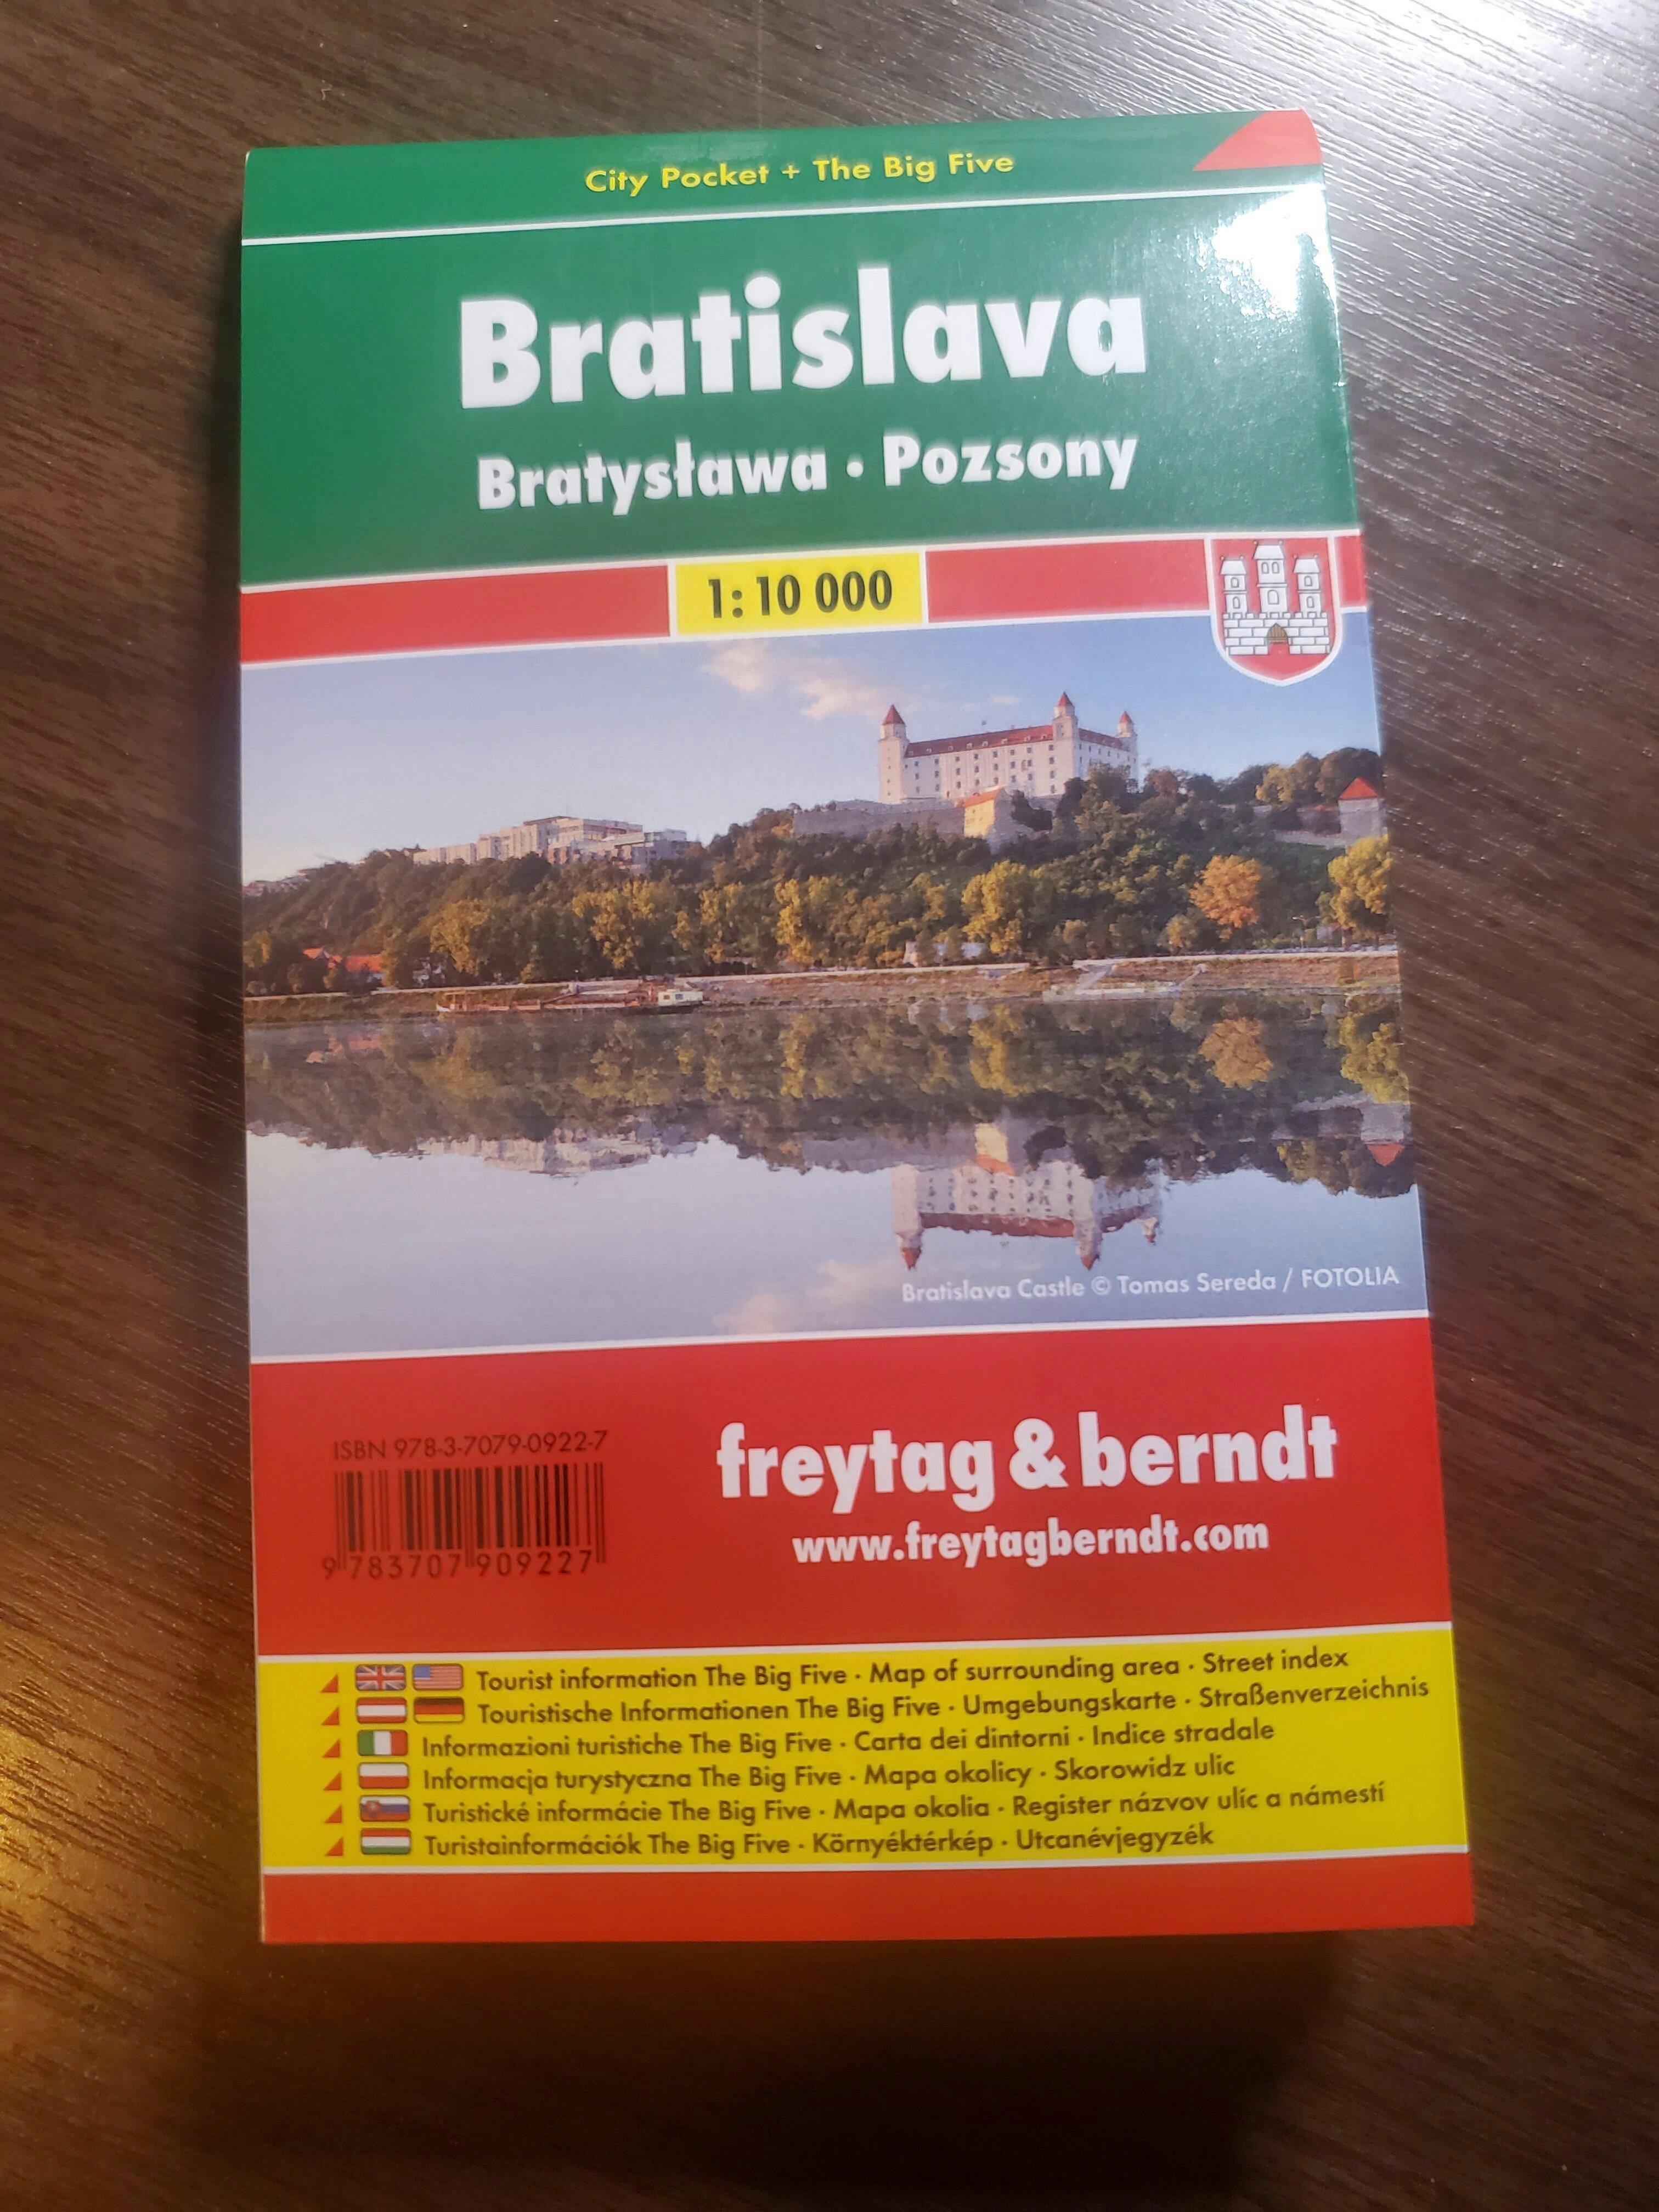 City Pocket + The Big Five
Bratislava
Bratysława • Pozsony
1:10 000
Bratislava Castle © Tomas Sereda / FOTOLIA
ISBN 978-3-7079-0922-7
9 783707 909227
freytag & berndt
www.freytagberndt.com
Tourist information The Big Five · Map of surrounding area · Street index
Touristische Informationen The Big Five · Umgebungskarte · Straßenverzeichnis
Informazioni turistiche The Big Five · Carta dei dintorni · Indice stradale
Informacja turystyczna The Big Five · Mapa okolicy · Skorowidz ulic
Turistické informácie The Big Five · Mapa okolia · Register názvov ulíc a námestí
Turistainformációk The Big Five · Környéktérkép · Utcanévjegyzék